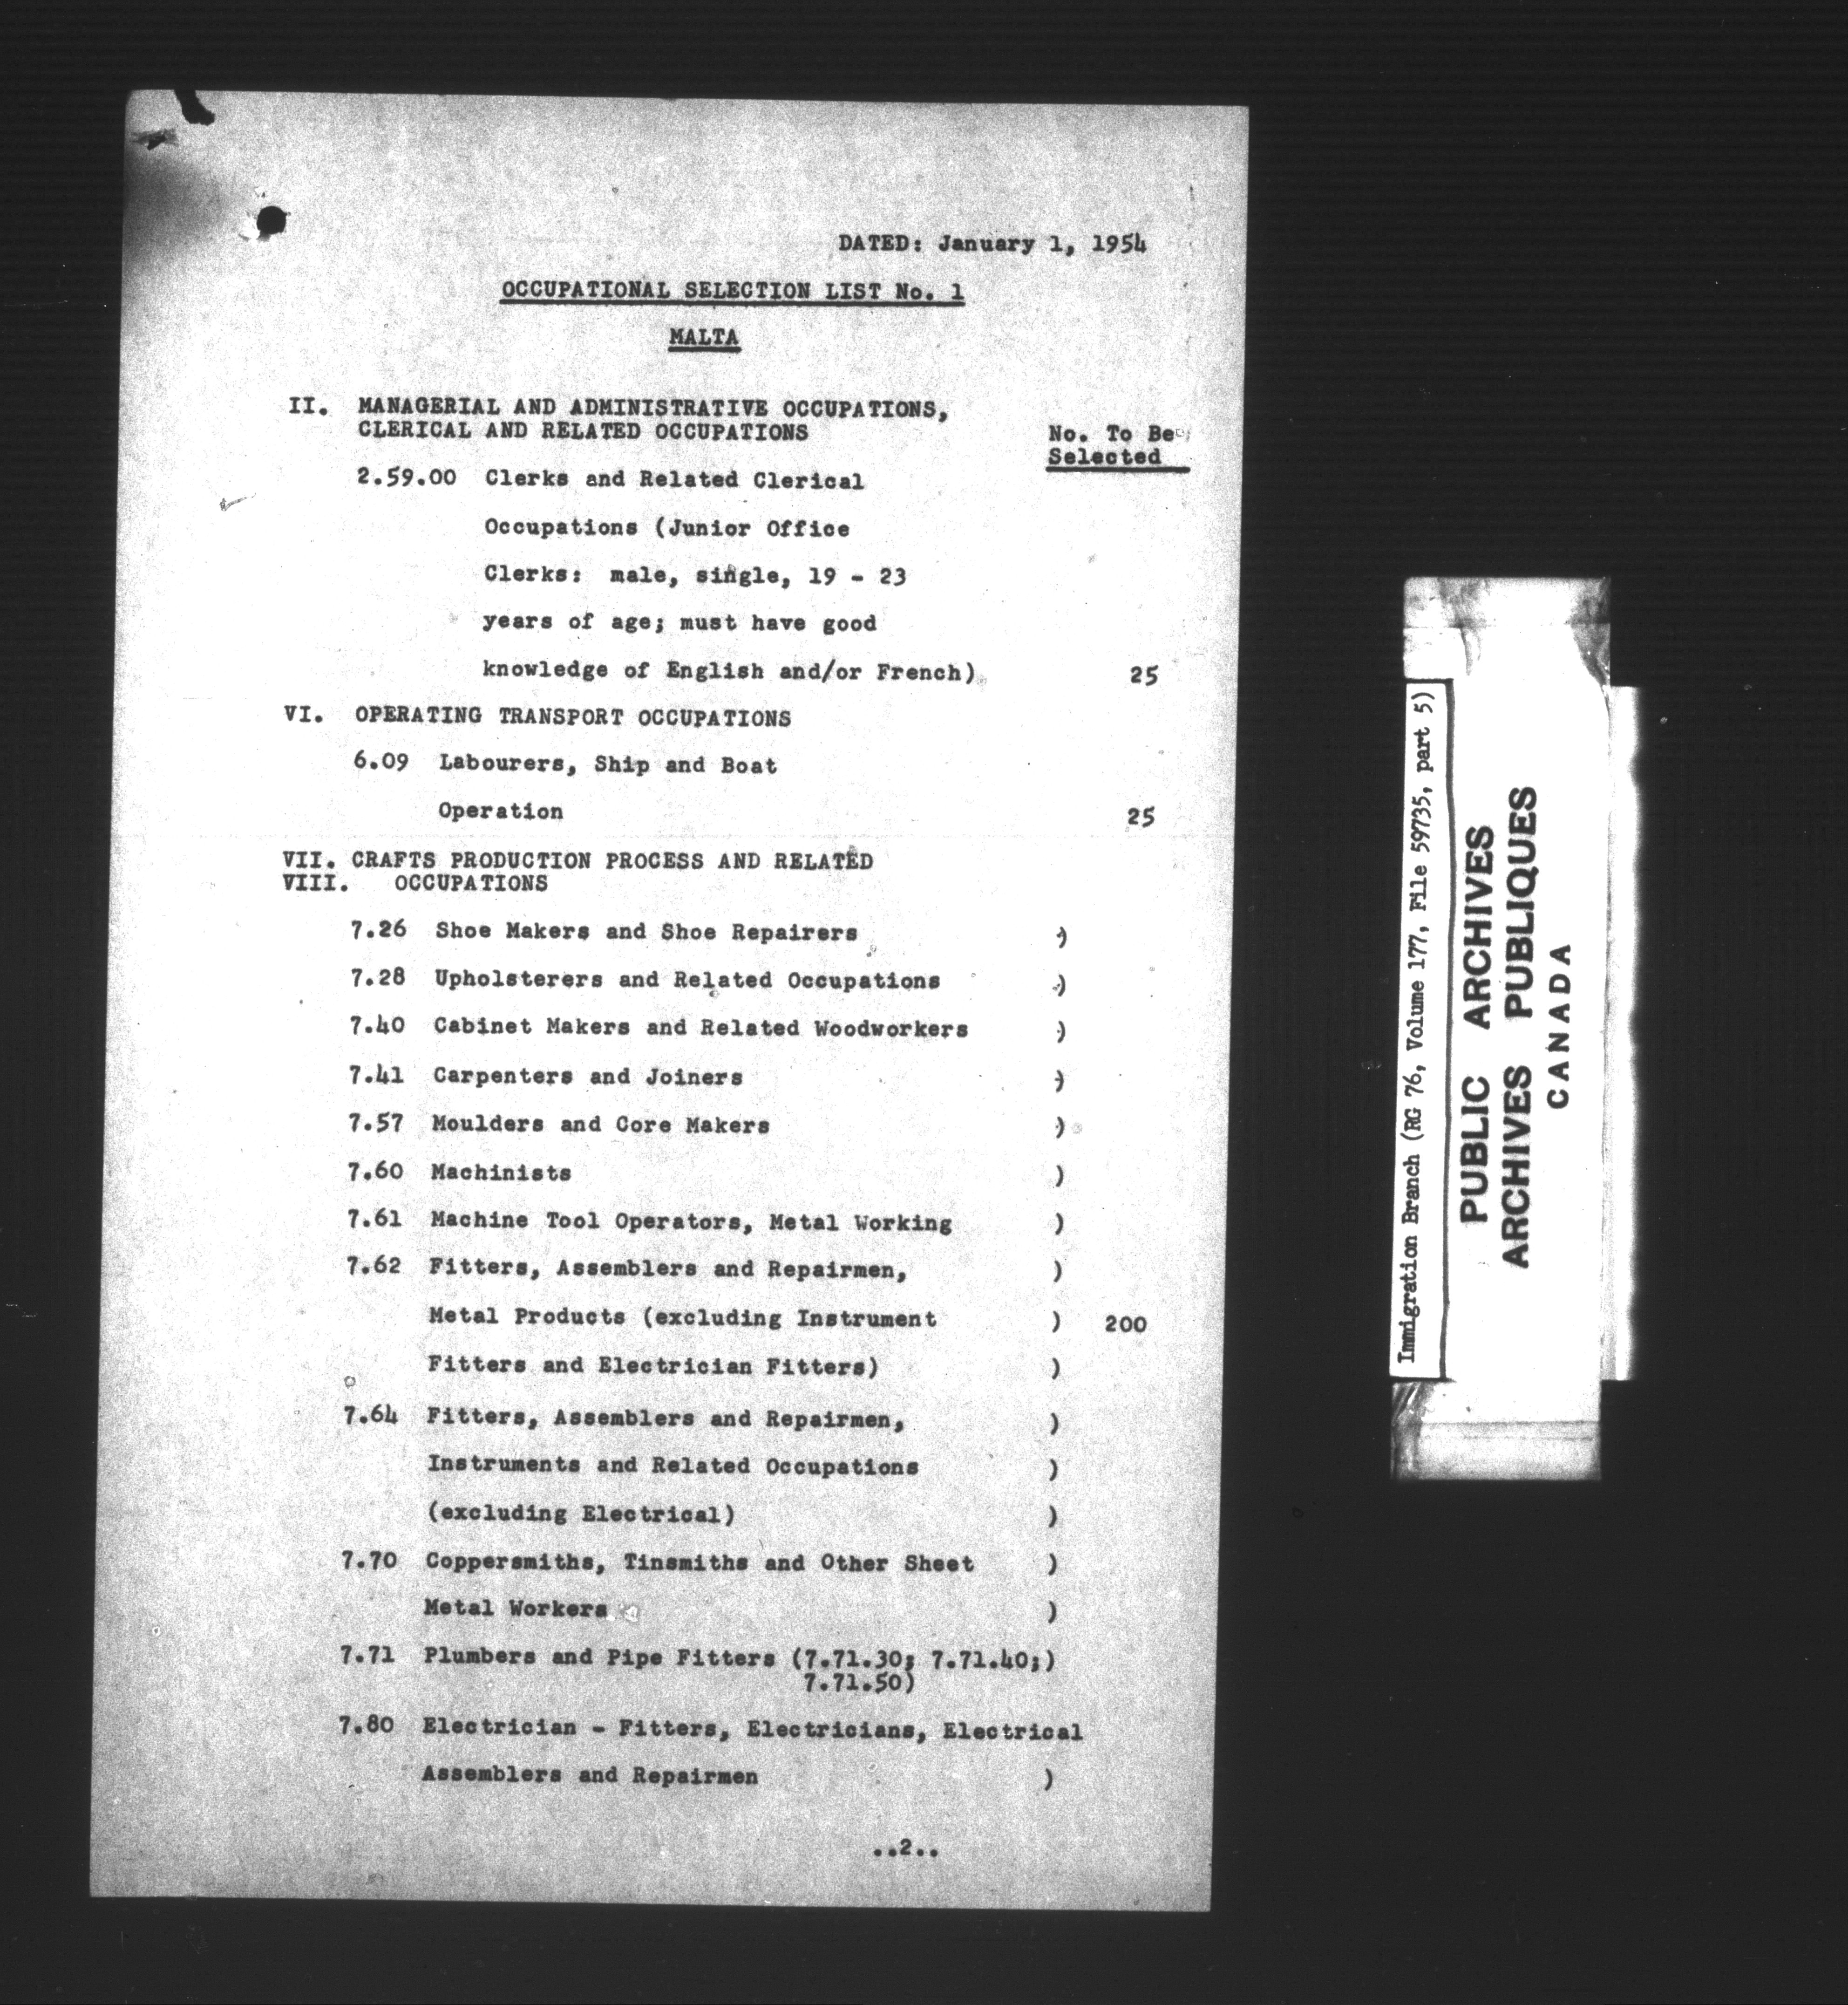 DATED: January 1, 1954
OCCUPATIONAL SELECTION LIST No. 1
MALTA
II. MANAGERIAL AND ADMINISTRATIVE OCCUPATIONS,
CLERICAL AND RELATED OCCUPATIONS
No. To Be
Selected
2.59.00 Clerks and Related Clerical
Occupations (Junior Office
Clerks: male, single, 19 - 23
years of age; must have good
knowledge of English and/or French) 25
VI. OPERATING TRANSPORT OCCUPATIONS
6.09 Labourers, Ship and Boat
Operation 25
VII. CRAFTS PRODUCTION PROCESS AND RELATED
VIII. OCCUPATIONS
7.26 Shoe Makers and Shoe Repairers )
7.28 Upholsterers and Related Occupations )
7.40 Cabinet Makers and Related Woodworkers )
7.41 Carpenters and Joiners )
7.57 Moulders and Core Makers )
7.60 Machinists )
7.61 Machine Tool Operators, Metal Working )
7.62 Fitters, Assemblers and Repairmen, )
Metal Products (excluding Instrument ) 200
Fitters and Electrician Fitters) )
7.64 Fitters, Assemblers and Repairmen, )
Instruments and Related Occupations )
(excluding Electrical) )
7.70 Coppersmiths, Tinsmiths and Other Sheet )
Metal Workers )
7.71 Plumbers and Pipe Fitters (7.71.30; 7.71.40;)
7.71.50)
7.80 Electrician - Fitters, Electricians, Electrical
Assemblers and Repairmen )
..2..
Immigration Branch (RG 76, Volume 177, File 59735, part 5)
PUBLIC ARCHIVES
ARCHIVES PUBLIQUES
CANADA